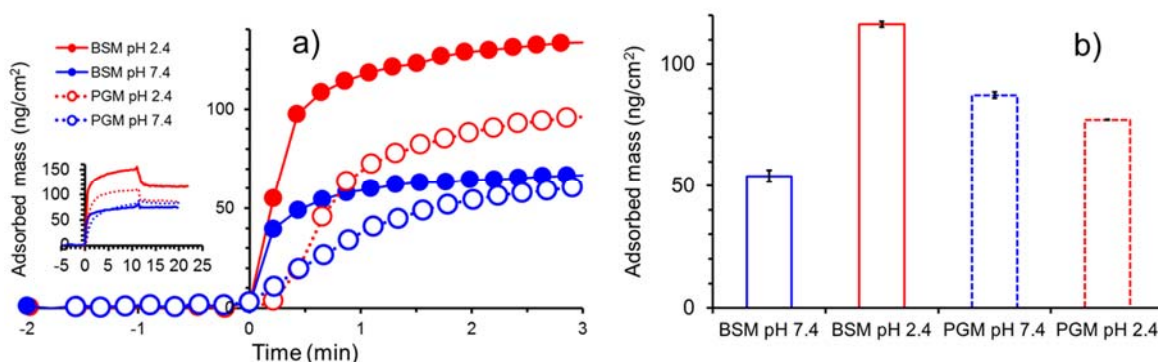 a)
BSM pH 2.4
BSM pH 7.4
PGM pH 2.4
PGM pH 7.4
Adsorbed mass (ng/cm2)
100
50
0
150
100
50
0
-5 0 5 10 15 20 25
-2 -1 0 1 2 3
Time (min)
b)
Adsorbed mass (ng/cm²)
100
50
0
BSM pH 7.4 BSM pH 2.4 PGM pH 7.4 PGM pH 2.4